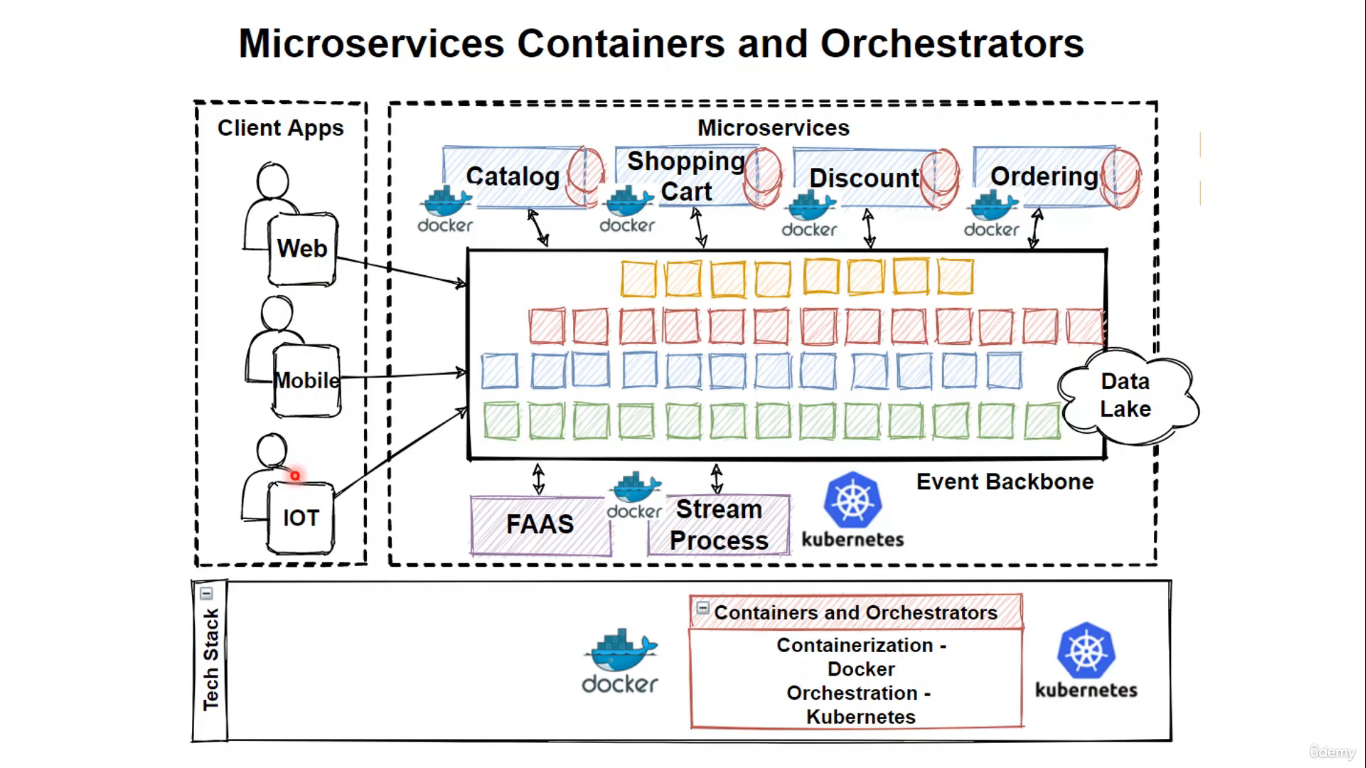 Microservices Containers and Orchestrators
Client Apps
Web
Mobile
IOT
Microservices
Catalog
docker
Shopping
Cart
docker
Discount
docker
Ordering
docker
Data
Lake
Event Backbone
FAAS
docker
Stream
Process
kubernetes
Tech Stack
docker
Containers and Orchestrators
Containerization -
Docker
Orchestration -
Kubernetes
kubernetes
ûdemy